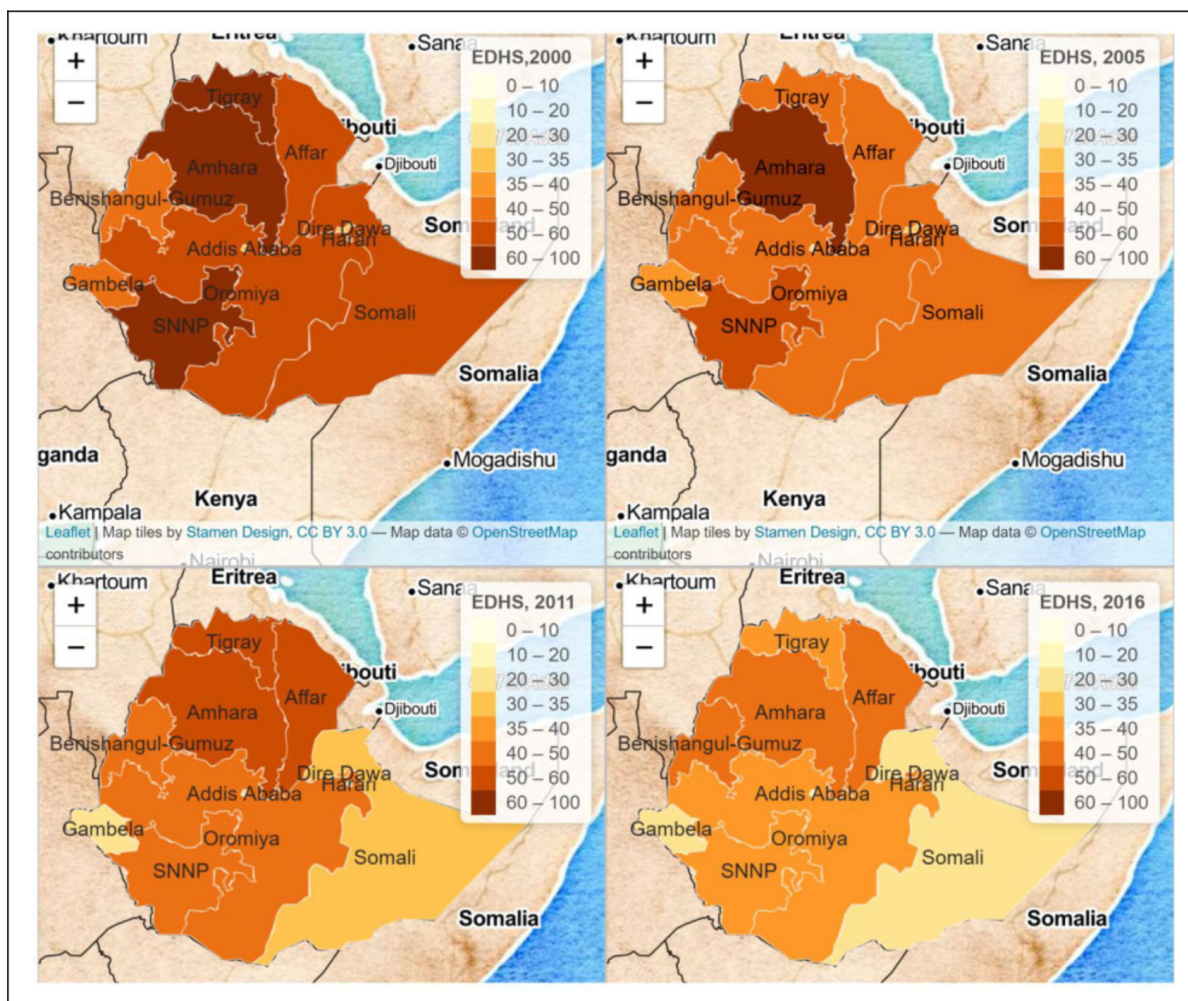 Khartoum
Eritrea
Sanaa
+
−
EDHS,2000
0 – 10
10 – 20
20 – 30
30 – 35
35 – 40
40 – 50
50 – 60
60 – 100
Tigray
Djibouti
Affar
Djibouti
Amhara
Benishangul-Gumuz
Dire Dawa
Harari
Addis Ababa
Gambela
Oromiya
SNNP
Somali
Somalia
ganda
Mogadishu
Kenya
Kampala
Leaflet | Map tiles by Stamen Design, CC BY 3.0 — Map data © OpenStreetMap
contributors
Nairobi
Khartoum
Eritrea
Sanaa
+
−
EDHS, 2005
0 – 10
10 – 20
20 – 30
30 – 35
35 – 40
40 – 50
50 – 60
60 – 100
Tigray
Djibouti
Affar
Djibouti
Amhara
Benishangul-Gumuz
Dire Dawa
Harari
Addis Ababa
Gambela
Oromiya
SNNP
Somali
Somalia
ganda
Mogadishu
Kenya
Kampala
Leaflet | Map tiles by Stamen Design, CC BY 3.0 — Map data © OpenStreetMap
contributors
Nairobi
Khartoum
Eritrea
Sanaa
+
−
EDHS, 2011
0 – 10
10 – 20
20 – 30
30 – 35
35 – 40
40 – 50
50 – 60
60 – 100
Tigray
ibouti
Affar
Djibouti
Amhara
Benishangul-Gumuz
Dire Dawa
Harari
Addis Ababa
Gambela
Oromiya
SNNP
Somali
Somalia
Khartoum
Eritrea
Sanaa
+
−
EDHS, 2016
0 – 10
10 – 20
20 – 30
30 – 35
35 – 40
40 – 50
50 – 60
60 – 100
Tigray
ibouti
Affar
Djibouti
Amhara
Benishangul-Gumuz
Dire Dawa
Harari
Addis Ababa
Gambela
Oromiya
SNNP
Somali
Somalia